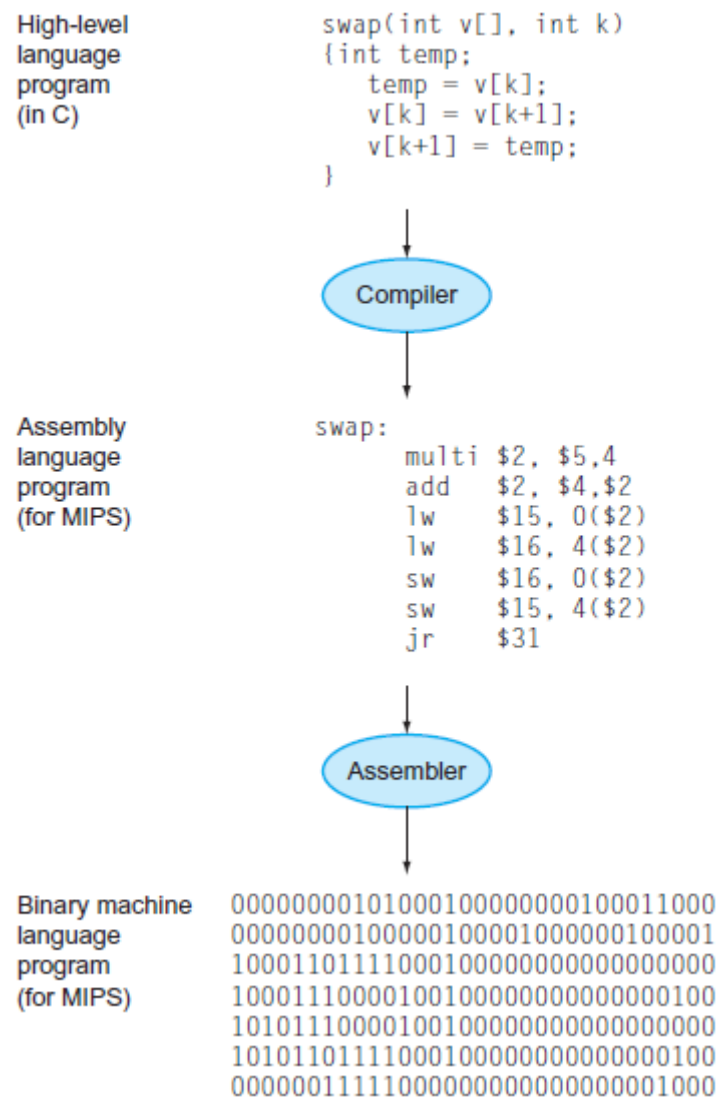 High-level
language
program
(in C)
swap(int v[], int k)
{int temp;
temp = v[k];
v[k] = v[k+1];
v[k+1] = temp;
}
Compiler
Assembly
language
program
(for MIPS)
swap:
multi $2, $5,4
add $2, $4,$2
lw $15, 0($2)
lw $16, 4($2)
sw $16, 0($2)
sw $15, 4($2)
jr $31
Assembler
Binary machine
language
program
(for MIPS)
00000000101000100000000100011000
00000000100000100001000000100001
10001101111000100000000000000000
10001110000100100000000000000100
10101110000100100000000000000000
10101101111000100000000000000100
00000011111000000000000000001000